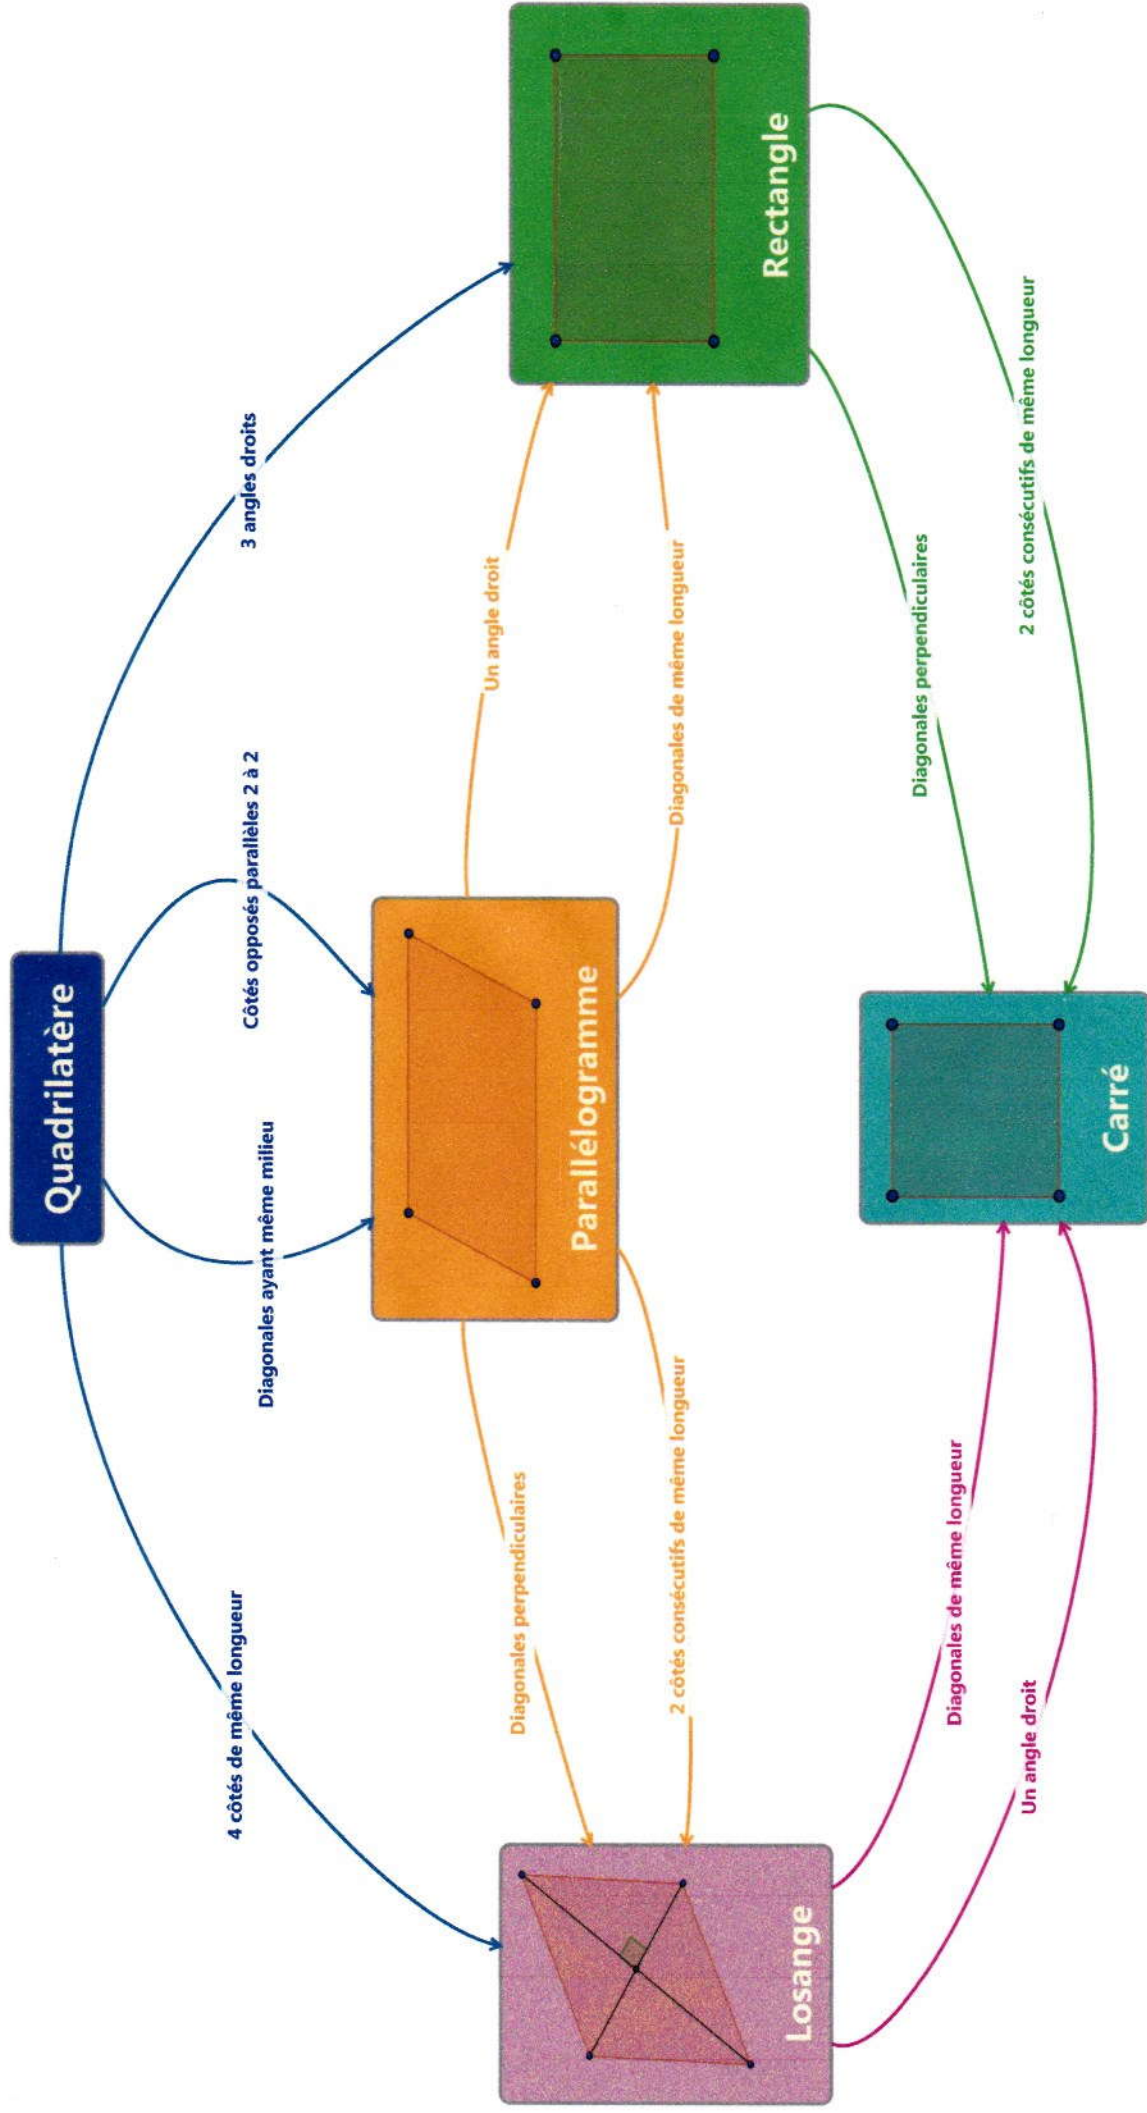 Quadrilatère
4 côtés de même longueur
Diagonales ayant même milieu
Côtés opposés parallèles 2 à 2
3 angles droits
Parallélogramme
Diagonales perpendiculaires
2 côtés consécutifs de même longueur
Un angle droit
Diagonales de même longueur
Losange
Rectangle
Diagonales de même longueur
Un angle droit
Diagonales perpendiculaires
2 côtés consécutifs de même longueur
Carré